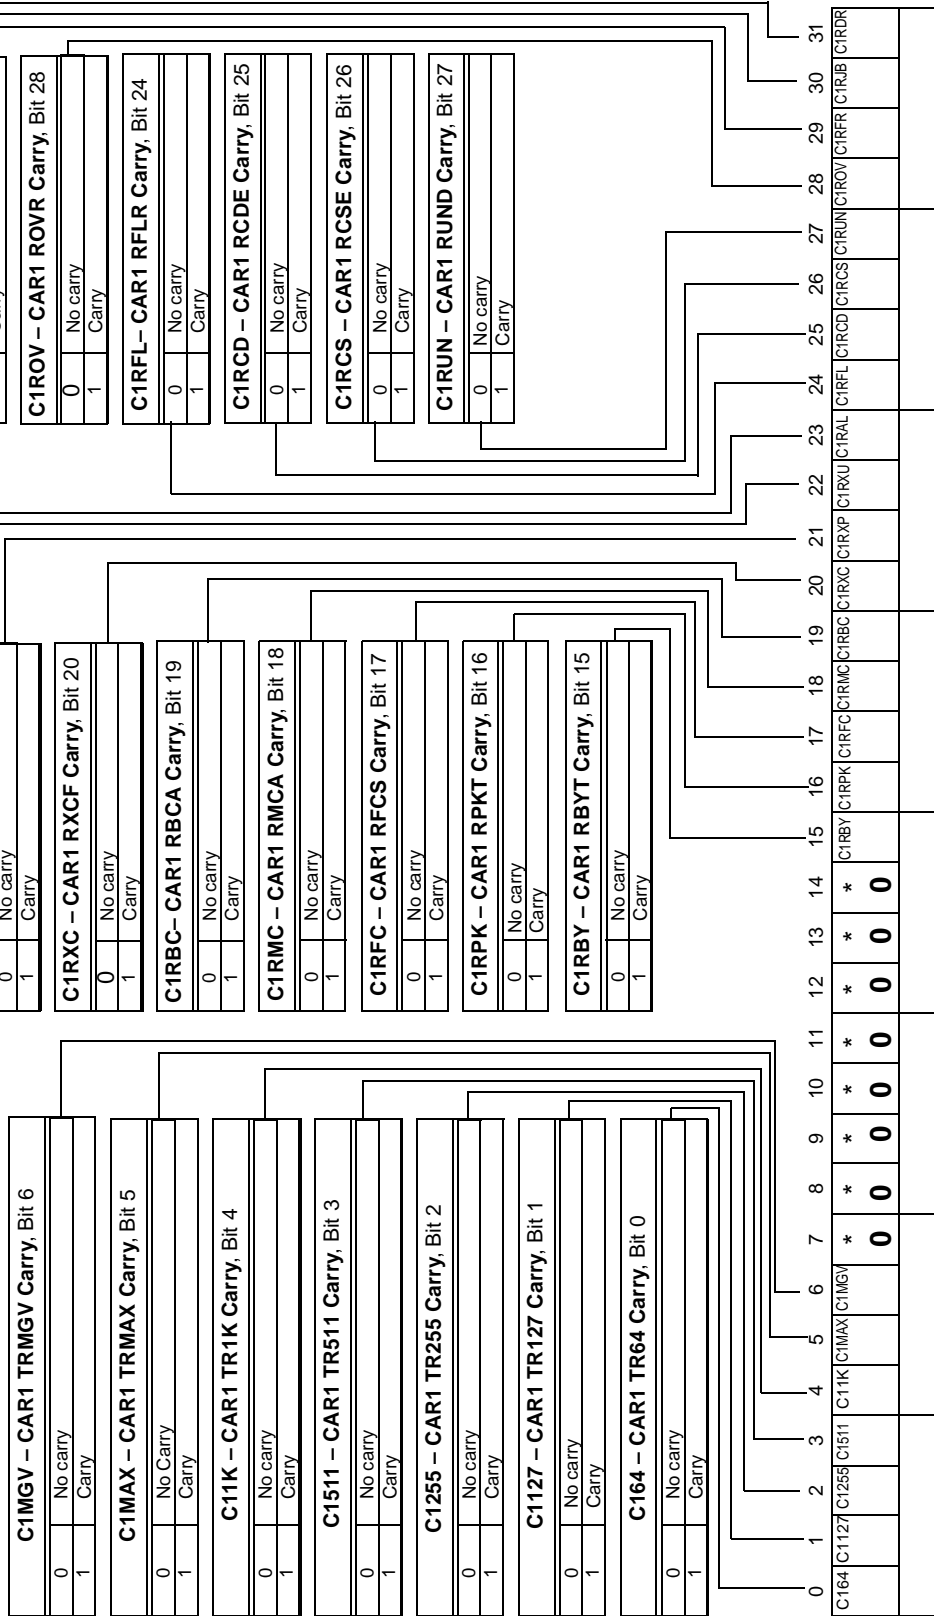 C1ROV – CAR1 ROVR Carry, Bit 28
0 No carry
1 Carry
C1RFL– CAR1 RFLR Carry, Bit 24
0 No carry
1 Carry
C1RCD – CAR1 RCDE Carry, Bit 25
0 No carry
1 Carry
C1RCS – CAR1 RCSE Carry, Bit 26
0 No carry
1 Carry
C1RUN – CAR1 RUND Carry, Bit 27
0 No carry
1 Carry
0 No carry
1 Carry
C1RXC – CAR1 RXCF Carry, Bit 20
0 No carry
1 Carry
C1RBC– CAR1 RBCA Carry, Bit 19
0 No carry
1 Carry
C1RMC – CAR1 RMCA Carry, Bit 18
0 No carry
1 Carry
C1RFC – CAR1 RFCS Carry, Bit 17
0 No carry
1 Carry
C1RPK – CAR1 RPKT Carry, Bit 16
0 No carry
1 Carry
C1RBY – CAR1 RBYT Carry, Bit 15
0 No carry
1 Carry
C1MGV – CAR1 TRMGV Carry, Bit 6
0 No carry
1 Carry
C1MAX – CAR1 TRMAX Carry, Bit 5
0 No Carry
1 Carry
C11K – CAR1 TR1K Carry, Bit 4
0 No carry
1 Carry
C1511 – CAR1 TR511 Carry, Bit 3
0 No carry
1 Carry
C1255 – CAR1 TR255 Carry, Bit 2
0 No carry
1 Carry
C1127 – CAR1 TR127 Carry, Bit 1
0 No carry
1 Carry
C164 – CAR1 TR64 Carry, Bit 0
0 No carry
1 Carry
0 1 2 3 4 5 6 7 8 9 10 11 12 13 14 15 16 17 18 19 20 21 22 23 24 25 26 27 28 29 30 31
C164 C1127 C1255 C1511 C11K C1MAX C1MGV * * * * * * * * C1RBY C1RPK C1RFC C1RMC C1RBC C1RXC C1RXP C1RXU C1RAL C1RFL C1RCD C1RCS C1RUN C1ROV C1RFR C1RJB C1RDR
0 0 0 0 0 0 0 0